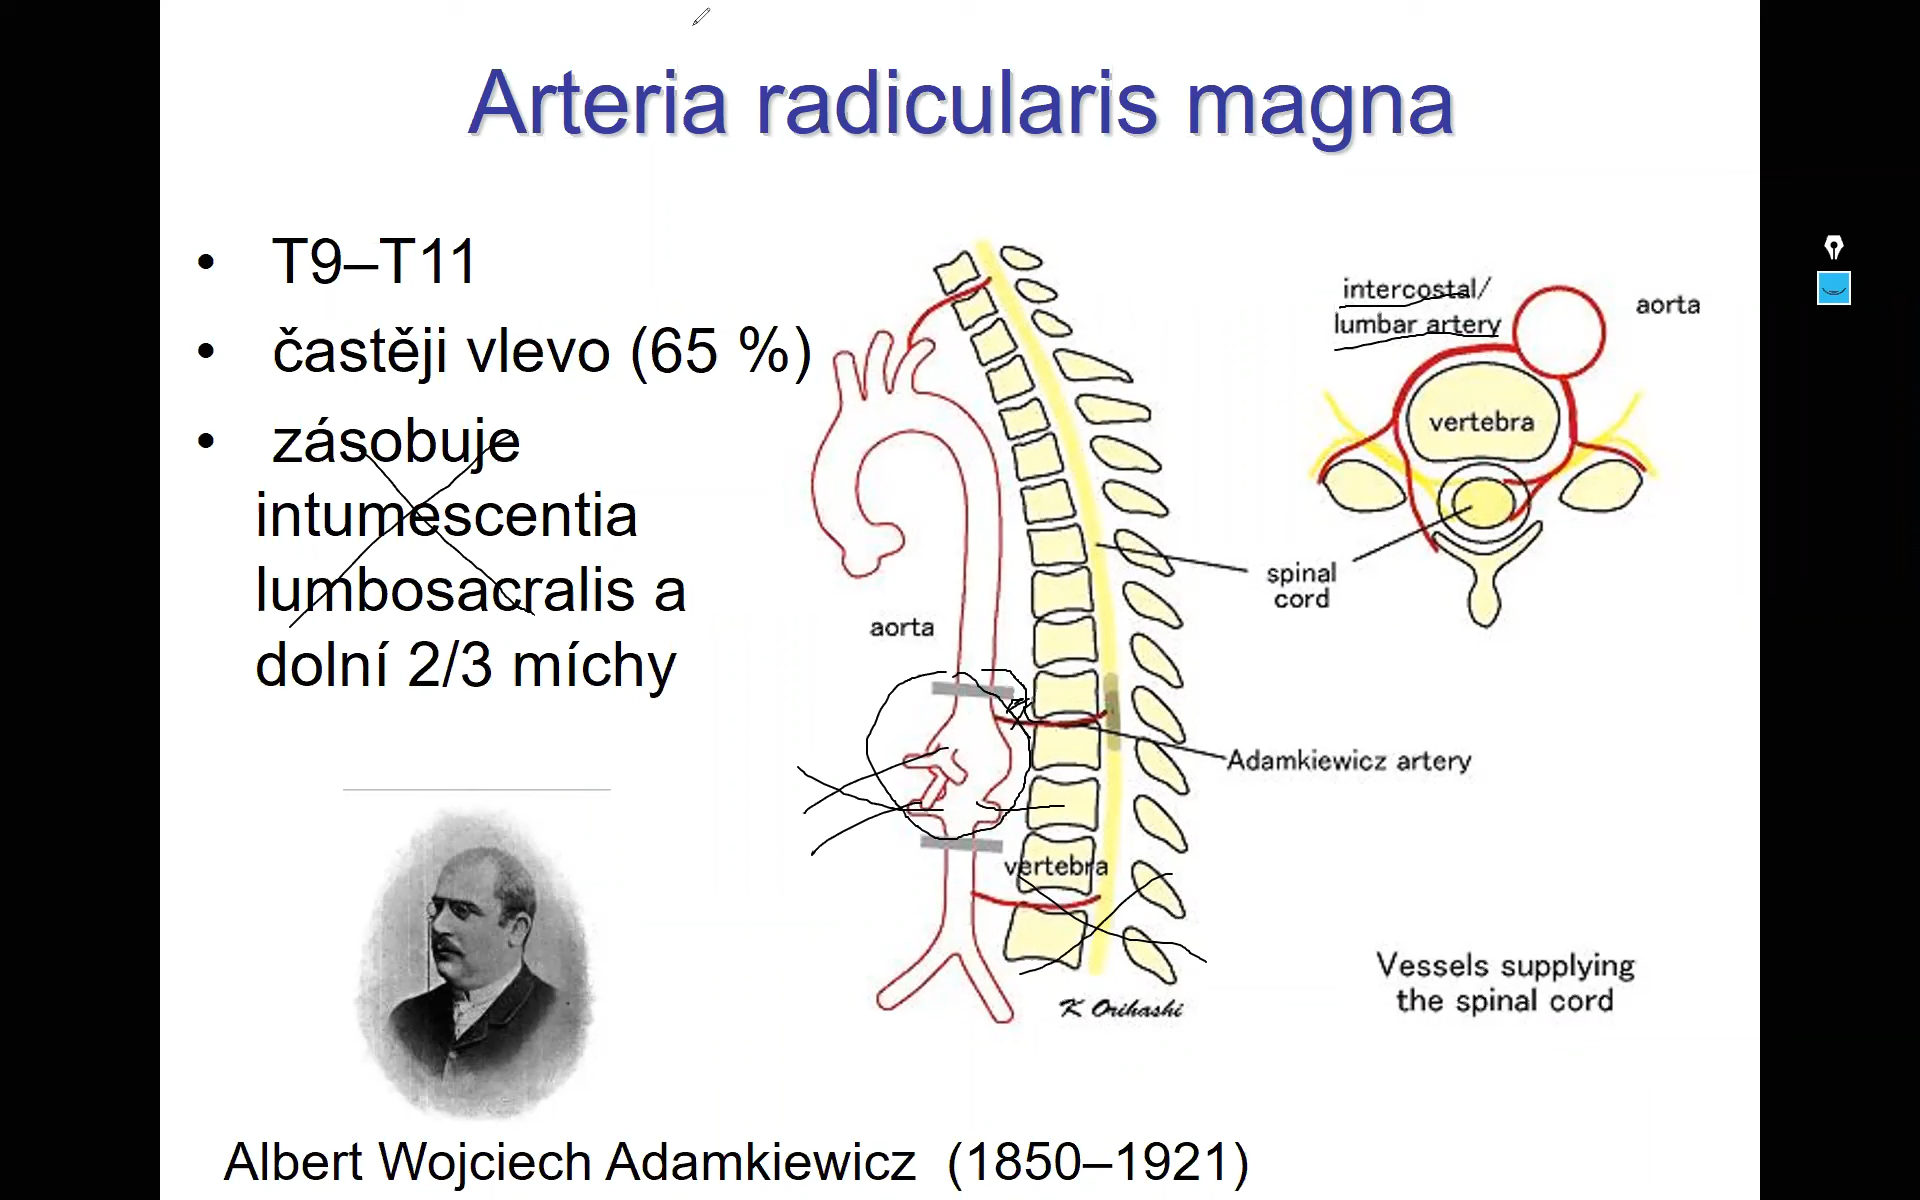 Arteria radicularis magna
• T9–T11
• častěji vlevo (65 %)
• zásobuje
intumescentia
lumbosacralis a
dolní 2/3 míchy
intercostal/
lumbar artery
aorta
vertebra
spinal
cord
aorta
Adamkiewicz artery
vertebra
Vessels supplying
the spinal cord
K Orihashi
Albert Wojciech Adamkiewicz (1850–1921)